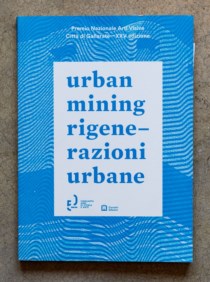 Premio Nazionale Arti Visive
Città di Gallarate—XXV edizione
urban
mining
rigene–
razioni
urbane